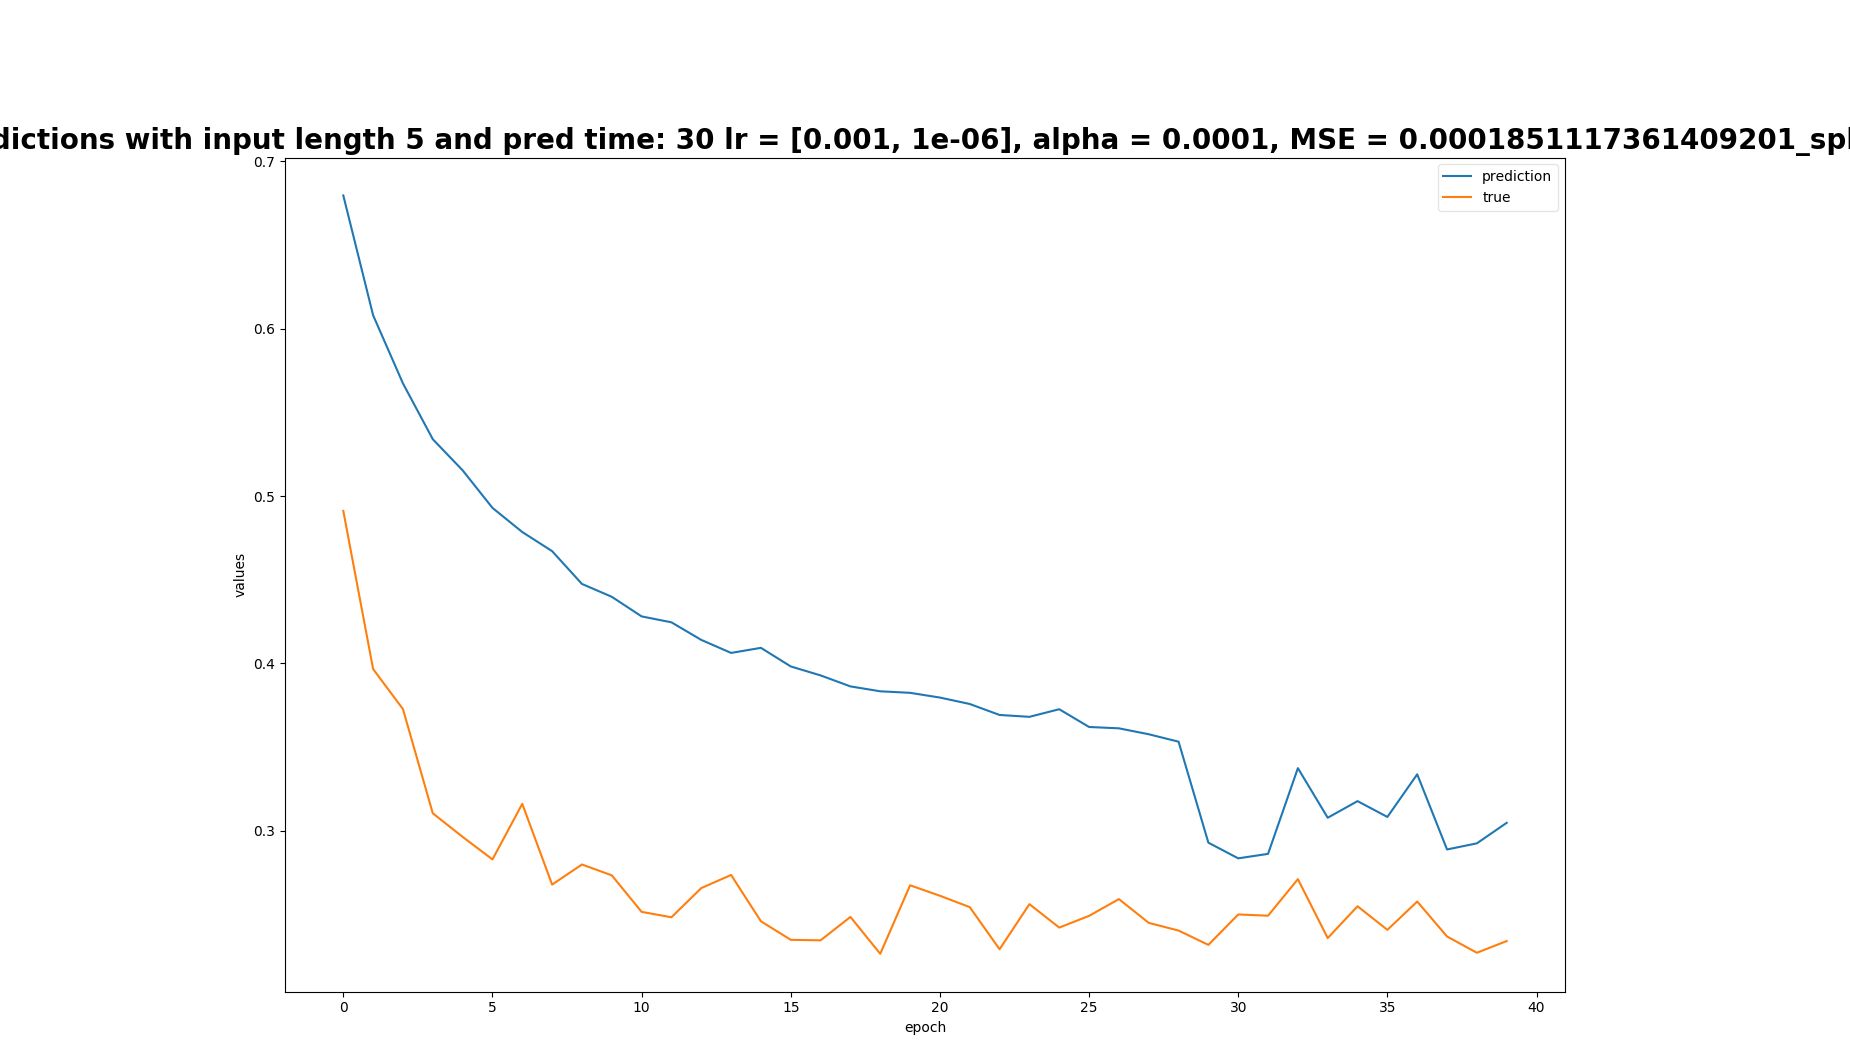 dictions with input length 5 and pred time: 30 lr = [0.001, 1e-06], alpha = 0.0001, MSE = 0.0001851117361409201_spl
prediction
true
0.7
0.6
0.5
0.4
0.3
values
0 5 10 15 20 25 30 35 40
epoch